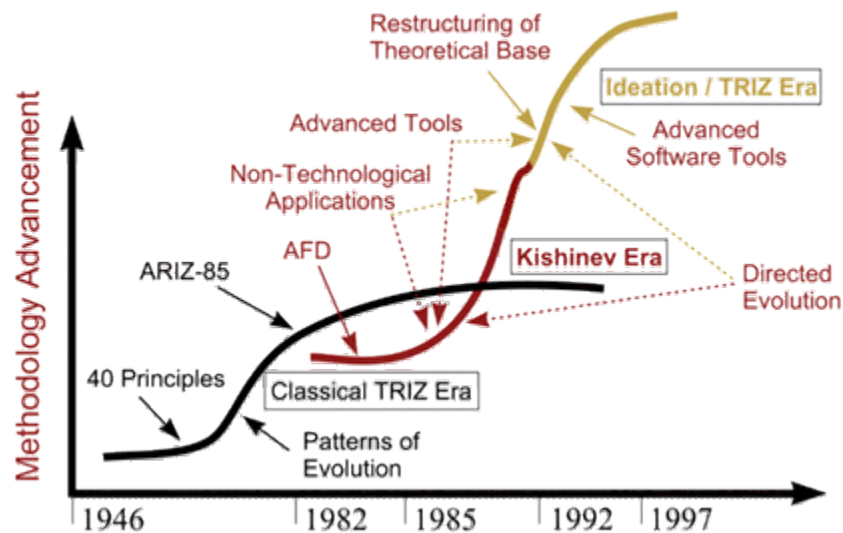 Restructuring of
Theoretical Base
Ideation / TRIZ Era
Advanced Tools
Advanced
Software Tools
Non-Technological
Applications
AFD
Kishinev Era
ARIZ-85
Directed
Evolution
40 Principles
Classical TRIZ Era
Patterns of
Evolution
Methodology Advancement
1946
1982
1985
1992
1997